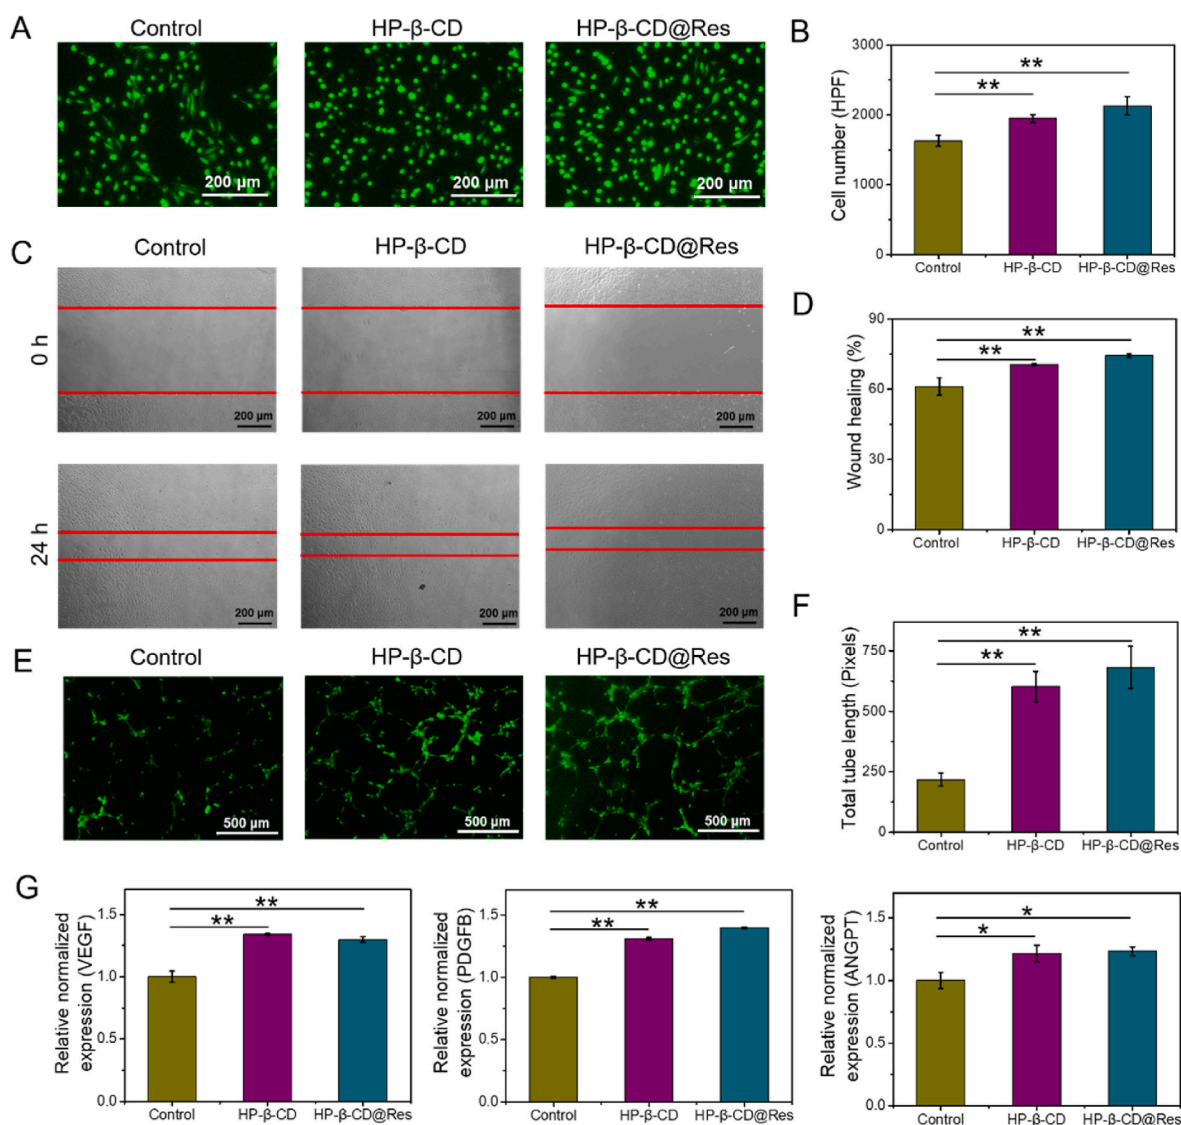 A
Control
HP-β-CD
HP-β-CD@Res
200 µm
200 µm
200 µm
B
Cell number (HPF)
3000
2000
1000
0
**
**
Control
HP-β-CD
HP-β-CD@Res
C
Control
HP-β-CD
HP-β-CD@Res
0 h
200 µm
200 µm
200 µm
24 h
200 µm
200 µm
200 µm
D
Wound healing (%)
90
60
30
0
**
**
Control
HP-β-CD
HP-β-CD@Res
E
Control
HP-β-CD
HP-β-CD@Res
500 µm
500 µm
500 µm
F
Total tube length (Pixels)
750
500
250
0
**
**
Control
HP-β-CD
HP-β-CD@Res
G
Relative normalized
expression (VEGF)
1.5
1.0
0.5
0.0
**
**
Control
HP-β-CD
HP-β-CD@Res
Relative normalized
expression (PDGFB)
1.5
1.0
0.5
0.0
**
**
Control
HP-β-CD
HP-β-CD@Res
Relative normalized
expression (ANGPT)
1.5
1.0
0.5
0.0
*
*
Control
HP-β-CD
HP-β-CD@Res